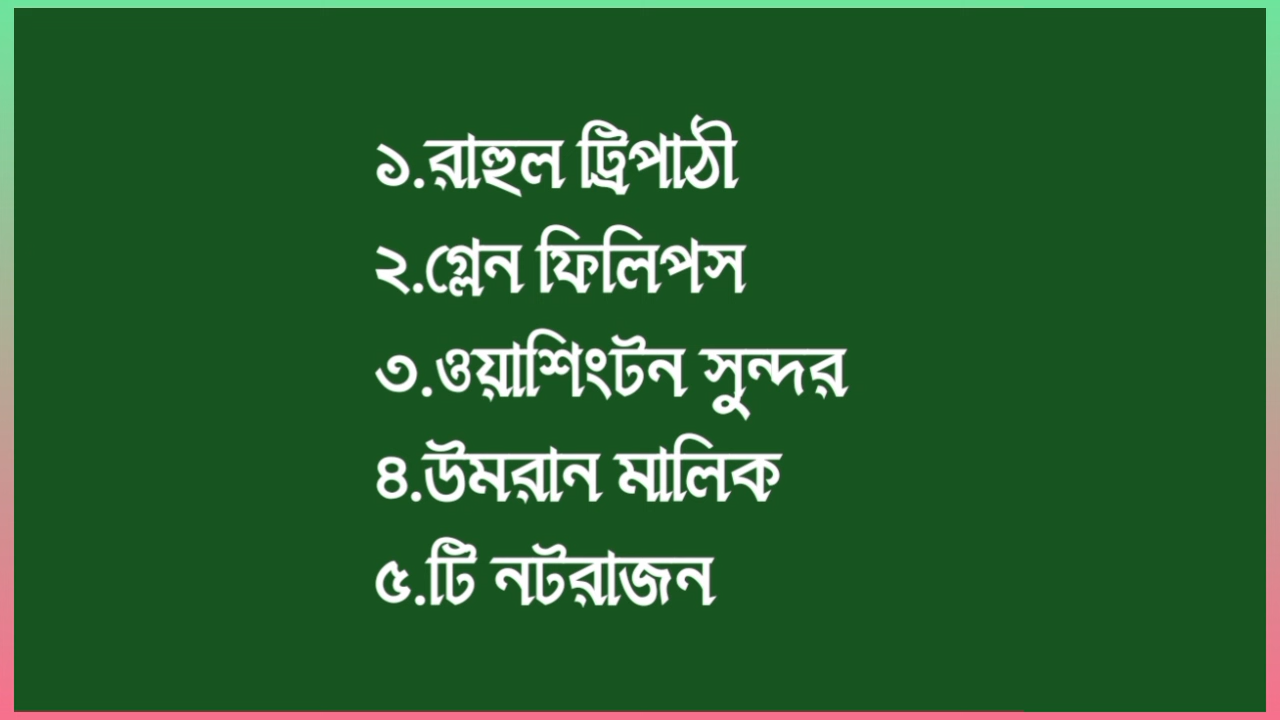 ১.রাহুল ট্রিপাঠী
২.গ্লেন ফিলিপস
৩.ওয়াশিংটন সুন্দর
৪.উমরান মালিক
৫.টি নটরাজন